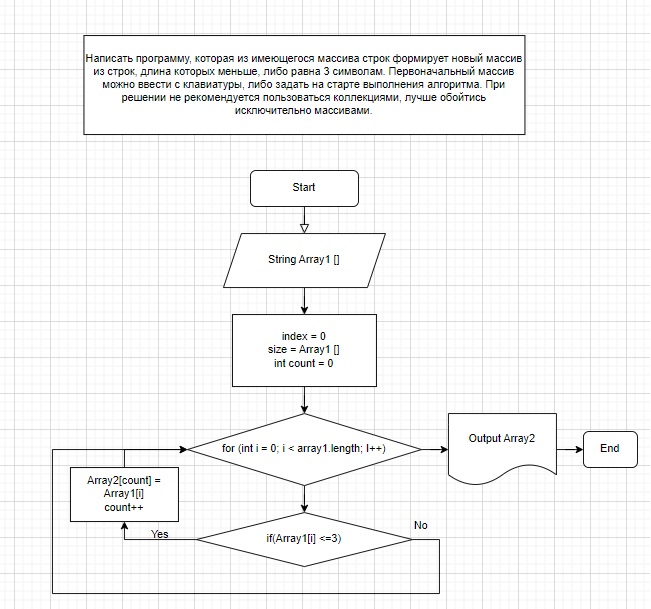 Написать программу, которая из имеющегося массива строк формирует новый массив
из строк, длина которых меньше, либо равна 3 символам. Первоначальный массив
можно ввести с клавиатуры, либо задать на старте выполнения алгоритма. При
решении не рекомендуется пользоваться коллекциями, лучше обойтись
исключительно массивами.
Start
String Array1 []
index = 0
size = Array1 []
int count = 0
for (int i = 0; i < array1.length; I++)
Output Array2
End
Array2[count] =
Array1[i]
count++
Yes
if(Array1[i] <=3)
No